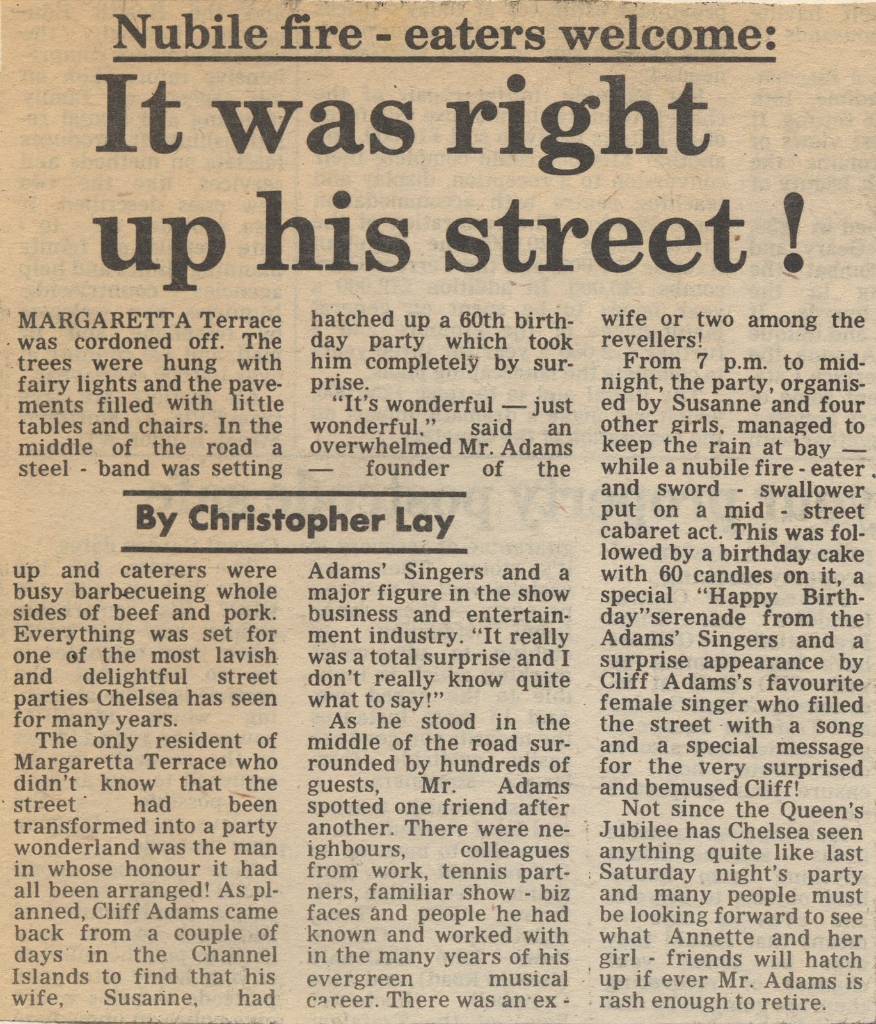 Nubile fire - eaters welcome:
It was right
up his street !
By Christopher Lay
MARGARETTA Terrace
was cordoned off. The
trees were hung with
fairy lights and the pave-
ments filled with little
tables and chairs. In the
middle of the road a
steel - band was setting
up and caterers were
busy barbecueing whole
sides of beef and pork.
Everything was set for
one of the most lavish
and delightful street
parties Chelsea has seen
for many years.
The only resident of
Margaretta Terrace who
didn't know that the
street had been
transformed into a party
wonderland was the man
in whose honour it had
all been arranged! As pl-
anned, Cliff Adams came
back from a couple of
days in the Channel
Islands to find that his
wife, Susanne, had
hatched up a 60th birth-
day party which took
him completely by sur-
prise.
"It's wonderful — just
wonderful," said an
overwhelmed Mr. Adams
— founder of the
Adams' Singers and a
major figure in the show
business and entertain-
ment industry. "It really
was a total surprise and I
don't really know quite
what to say!"
As he stood in the
middle of the road sur-
rounded by hundreds of
guests, Mr. Adams
spotted one friend after
another. There were ne-
ighbours, colleagues
from work, tennis part-
ners, familiar show - biz
faces and people he had
known and worked with
in the many years of his
evergreen musical
career. There was an ex -
wife or two among the
revellers!
From 7 p.m. to mid-
night, the party, organis-
ed by Susanne and four
other girls, managed to
keep the rain at bay —
while a nubile fire - eater
and sword - swallower
put on a mid - street
cabaret act. This was fol-
lowed by a birthday cake
with 60 candles on it, a
special "Happy Birth-
day"serenade from the
Adams' Singers and a
surprise appearance by
Cliff Adams's favourite
female singer who filled
the street with a song
and a special message
for the very surprised
and bemused Cliff!
Not since the Queen's
Jubilee has Chelsea seen
anything quite like last
Saturday night's party
and many people must
be looking forward to see
what Annette and her
girl - friends will hatch
up if ever Mr. Adams is
rash enough to retire.